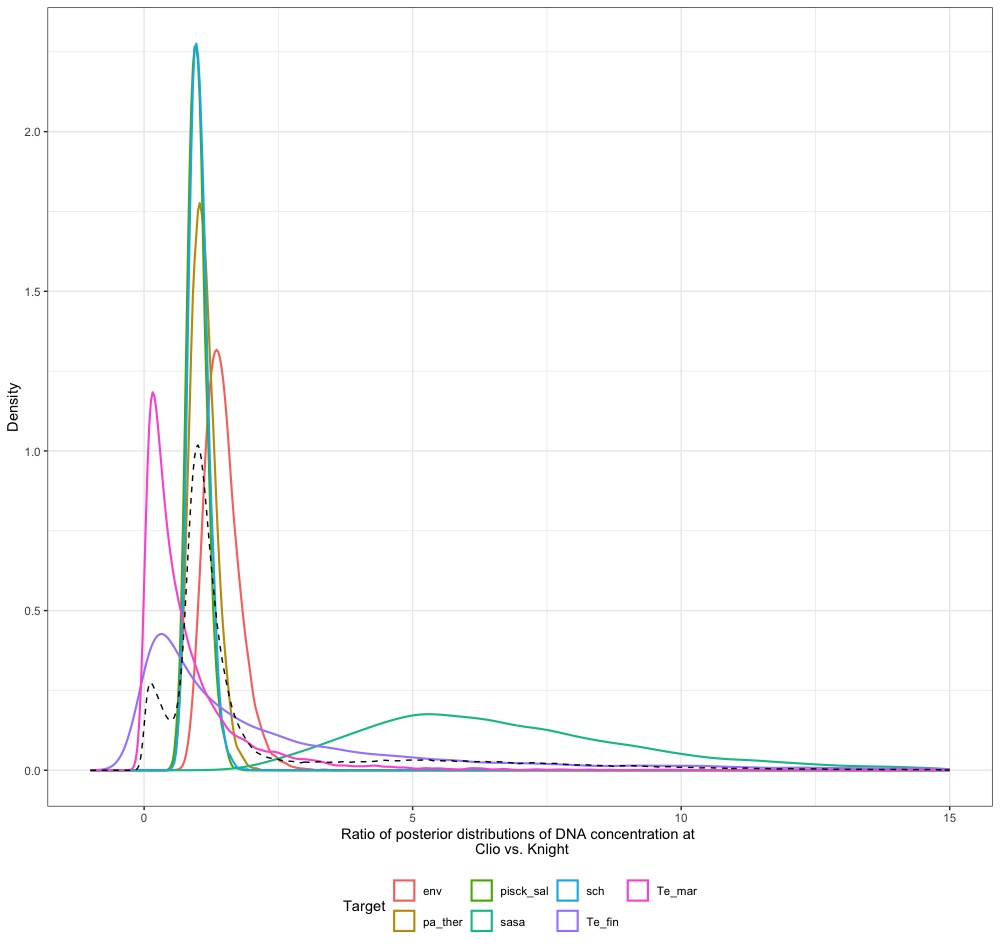 2.0
1.5
1.0
0.5
0.0
Density
0 5 10 15
Ratio of posterior distributions of DNA concentration at
Clio vs. Knight
Target
env pisck_sal sch Te_mar
pa_ther sasa Te_fin